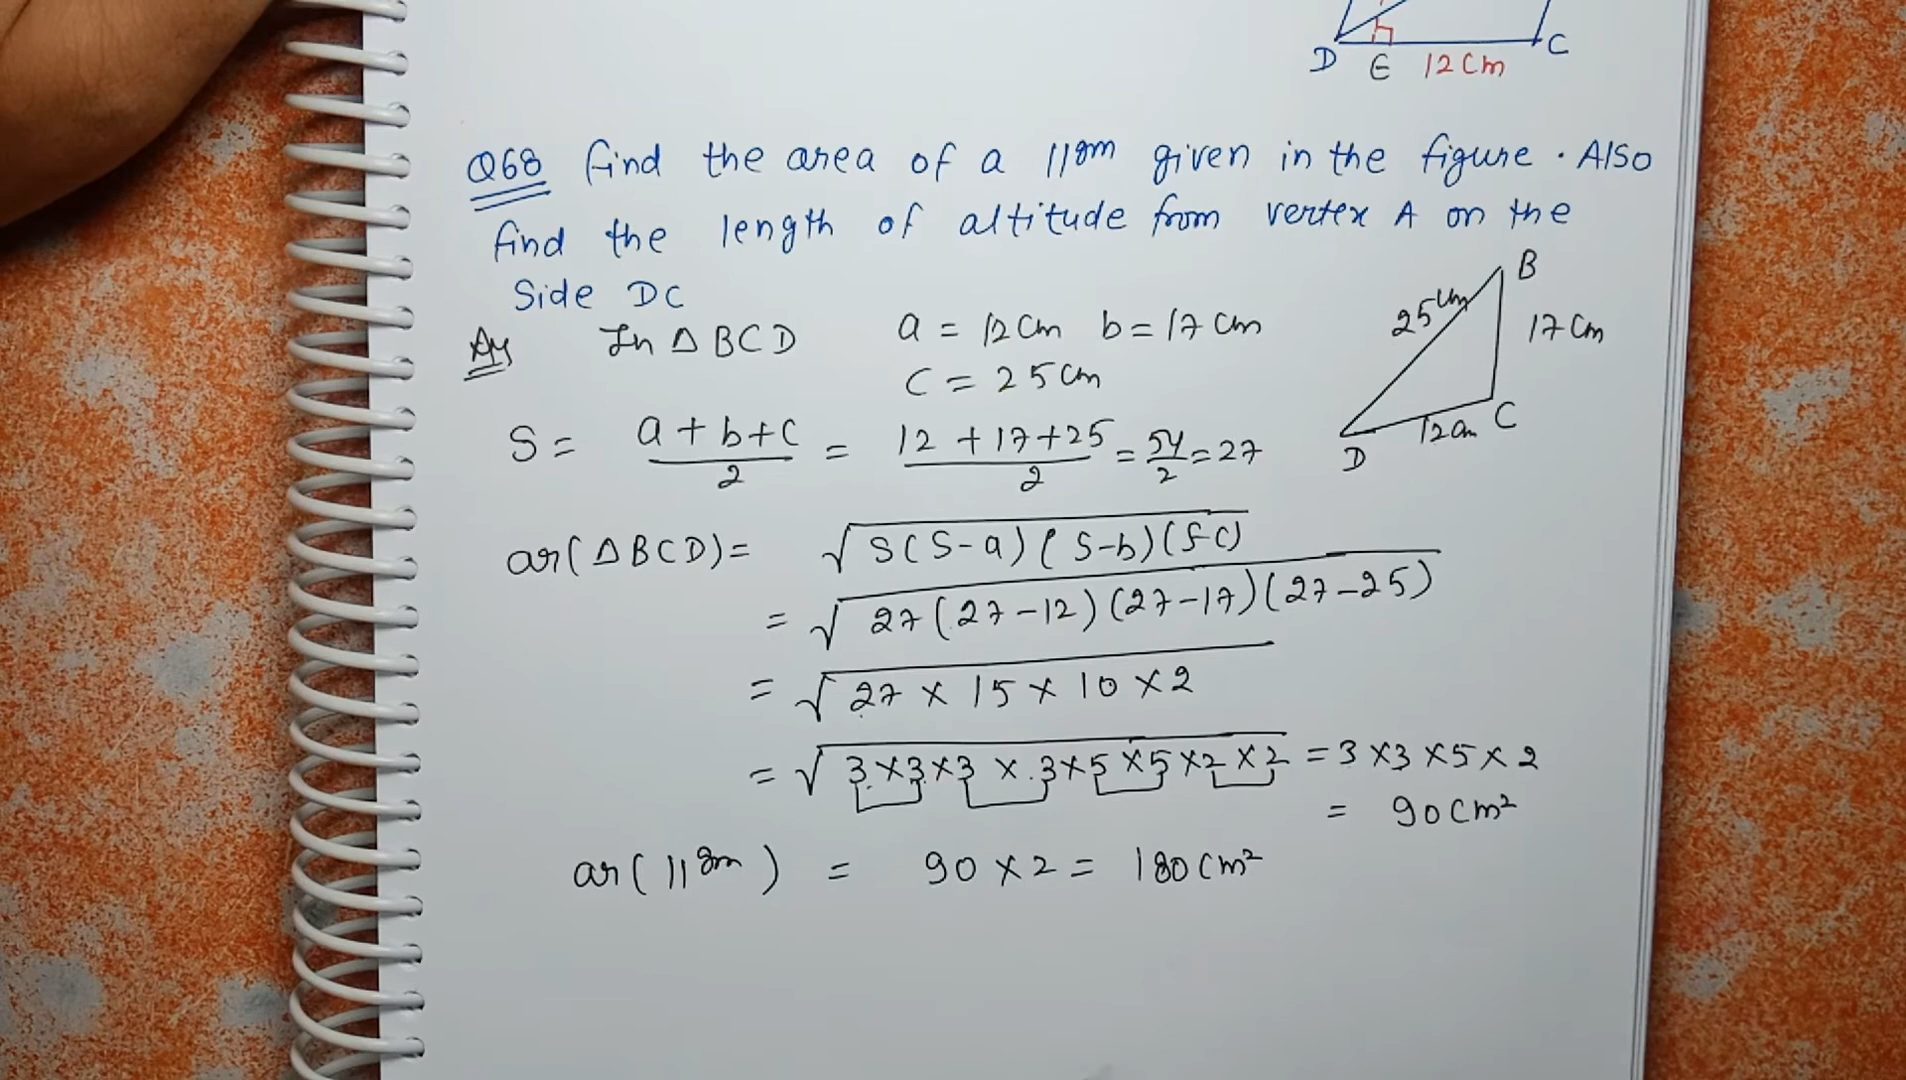 D E 12 Cm C
Q68 find the area of a ||gm given in the figure. Also
find the length of altitude from vertex A on the
Side DC
Ans In Δ BCD a = 12 Cm b = 17 Cm
C = 25 Cm
B
25 Cm
17 Cm
12 Cm C
D
S = a + b + c / 2 = 12 + 17 + 25 / 2 = 54/2 = 27
ar(ΔBCD) = √S(S-a)(S-b)(S-c)
= √27(27-12)(27-17)(27-25)
= √27 × 15 × 10 × 2
= √3×3×3×3×5×5×2×2 = 3×3×5×2
= 90 Cm²
ar(||gm) = 90 × 2 = 180 Cm²